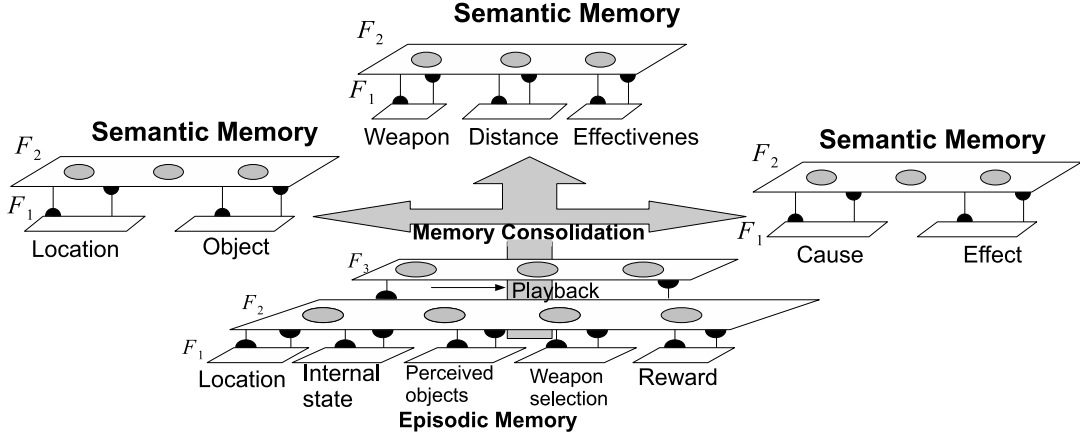 Semantic Memory
F2
F1
Weapon Distance Effectivenes
Semantic Memory
F2
F1
Location Object
Semantic Memory
F2
F1
Cause Effect
Memory Consolidation
F3
Playback
F2
F1
Location Internal state Perceived objects Weapon selection Reward
Episodic Memory